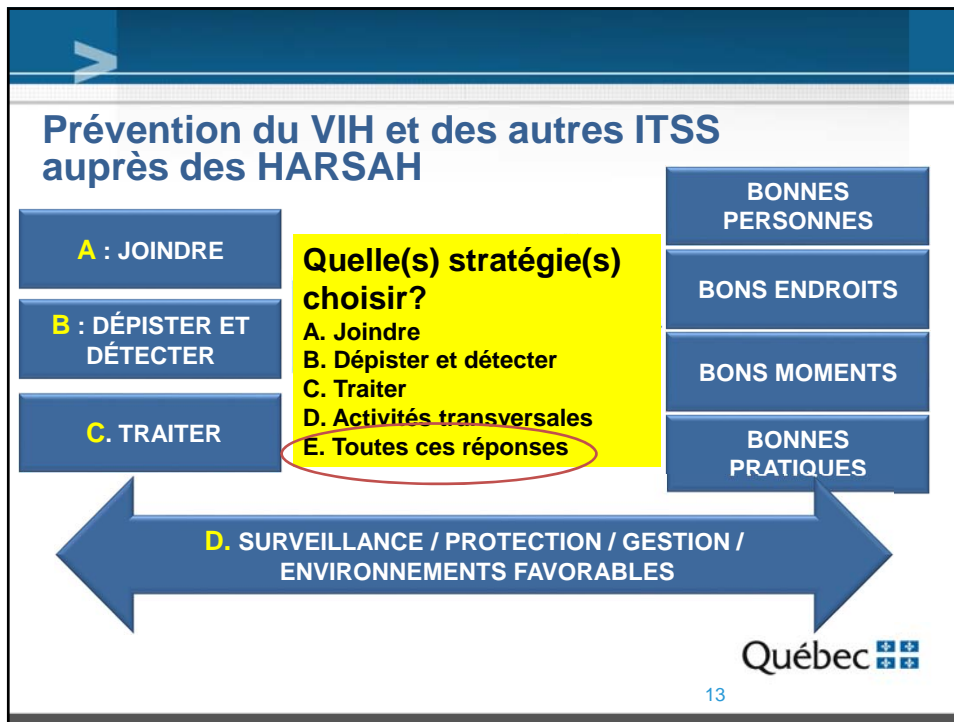 Prévention du VIH et des autres ITSS
auprès des HARSAH
A : JOINDRE
B : DÉPISTER ET
DÉTECTER
C. TRAITER
Quelle(s) stratégie(s)
choisir?
A. Joindre
B. Dépister et détecter
C. Traiter
D. Activités transversales
E. Toutes ces réponses
BONNES
PERSONNES
BONS ENDROITS
BONS MOMENTS
BONNES
PRATIQUES
D. SURVEILLANCE / PROTECTION / GESTION /
ENVIRONNEMENTS FAVORABLES
Québec
13